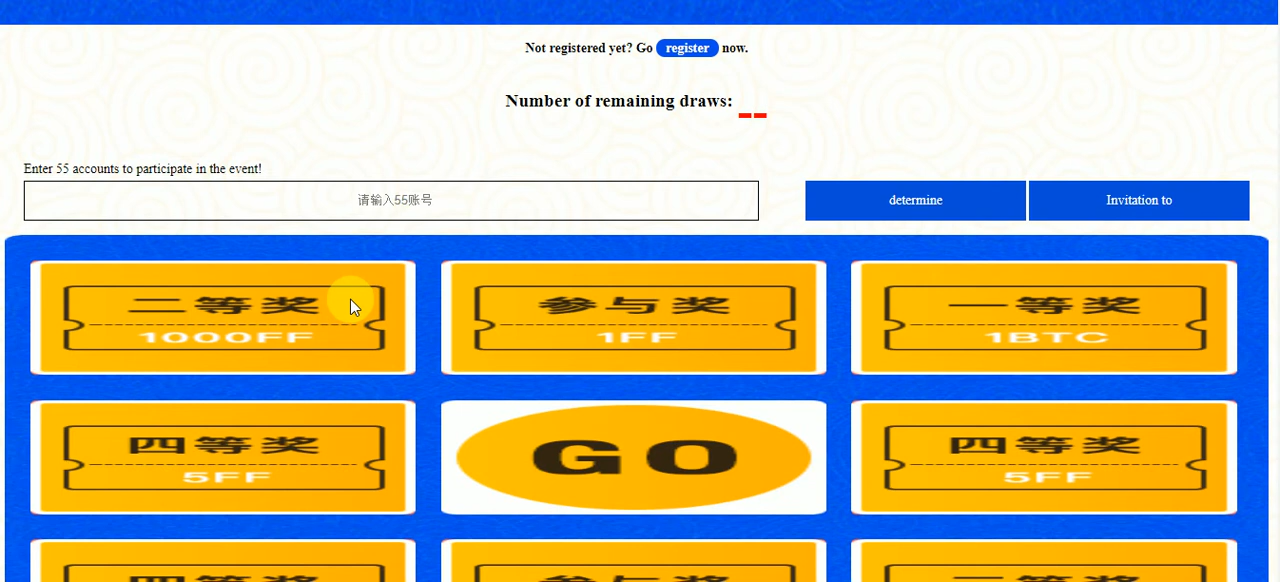 Not registered yet? Go register now.
Number of remaining draws: --
Enter 55 accounts to participate in the event!
请输入55账号
determine
Invitation to
二等奖
1000FF
参与奖
1FF
一等奖
1BTC
四等奖
5FF
GO
四等奖
5FF